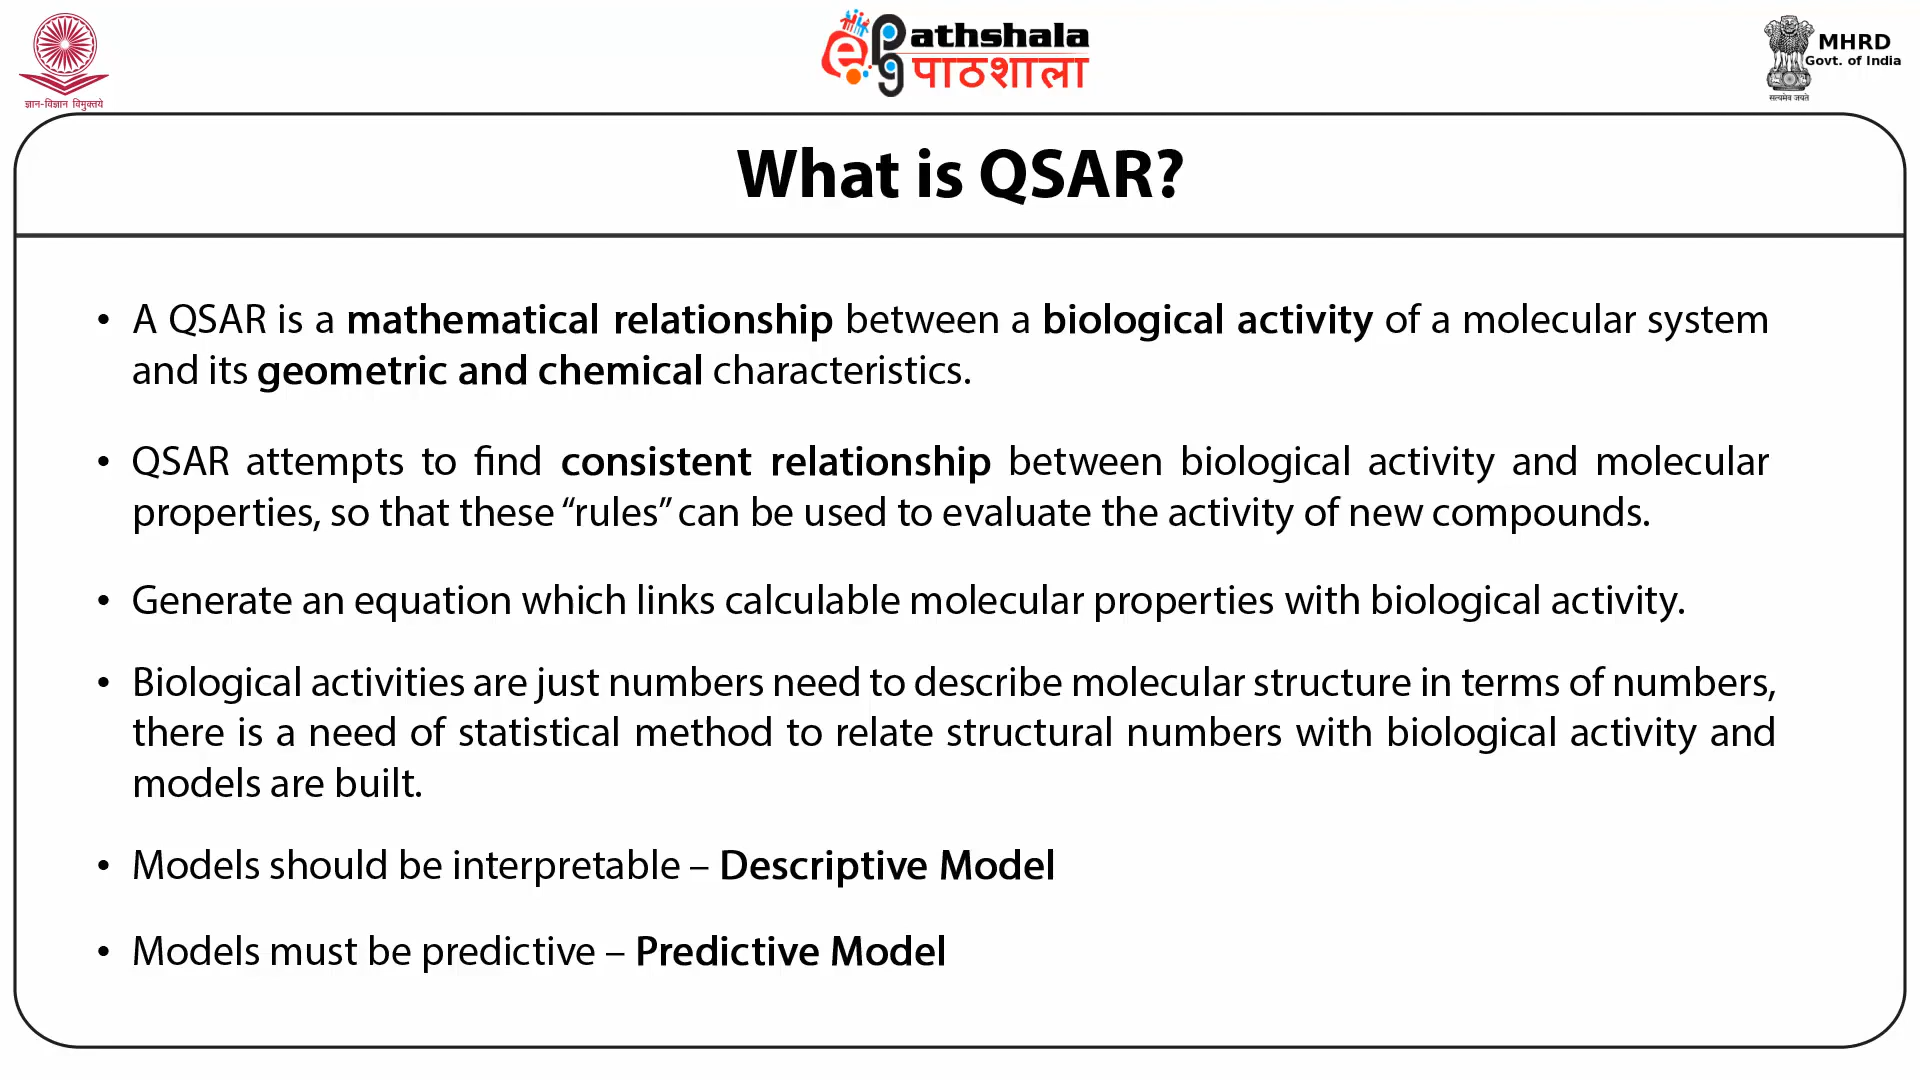 ज्ञान-विज्ञान विमुक्तये
ePathshala
पाठशाला
MHRD
Govt. of India
सत्यमेव जयते
What is QSAR?
• A QSAR is a mathematical relationship between a biological activity of a molecular system
and its geometric and chemical characteristics.
• QSAR attempts to find consistent relationship between biological activity and molecular
properties, so that these “rules” can be used to evaluate the activity of new compounds.
• Generate an equation which links calculable molecular properties with biological activity.
• Biological activities are just numbers need to describe molecular structure in terms of numbers,
there is a need of statistical method to relate structural numbers with biological activity and
models are built.
• Models should be interpretable – Descriptive Model
• Models must be predictive – Predictive Model